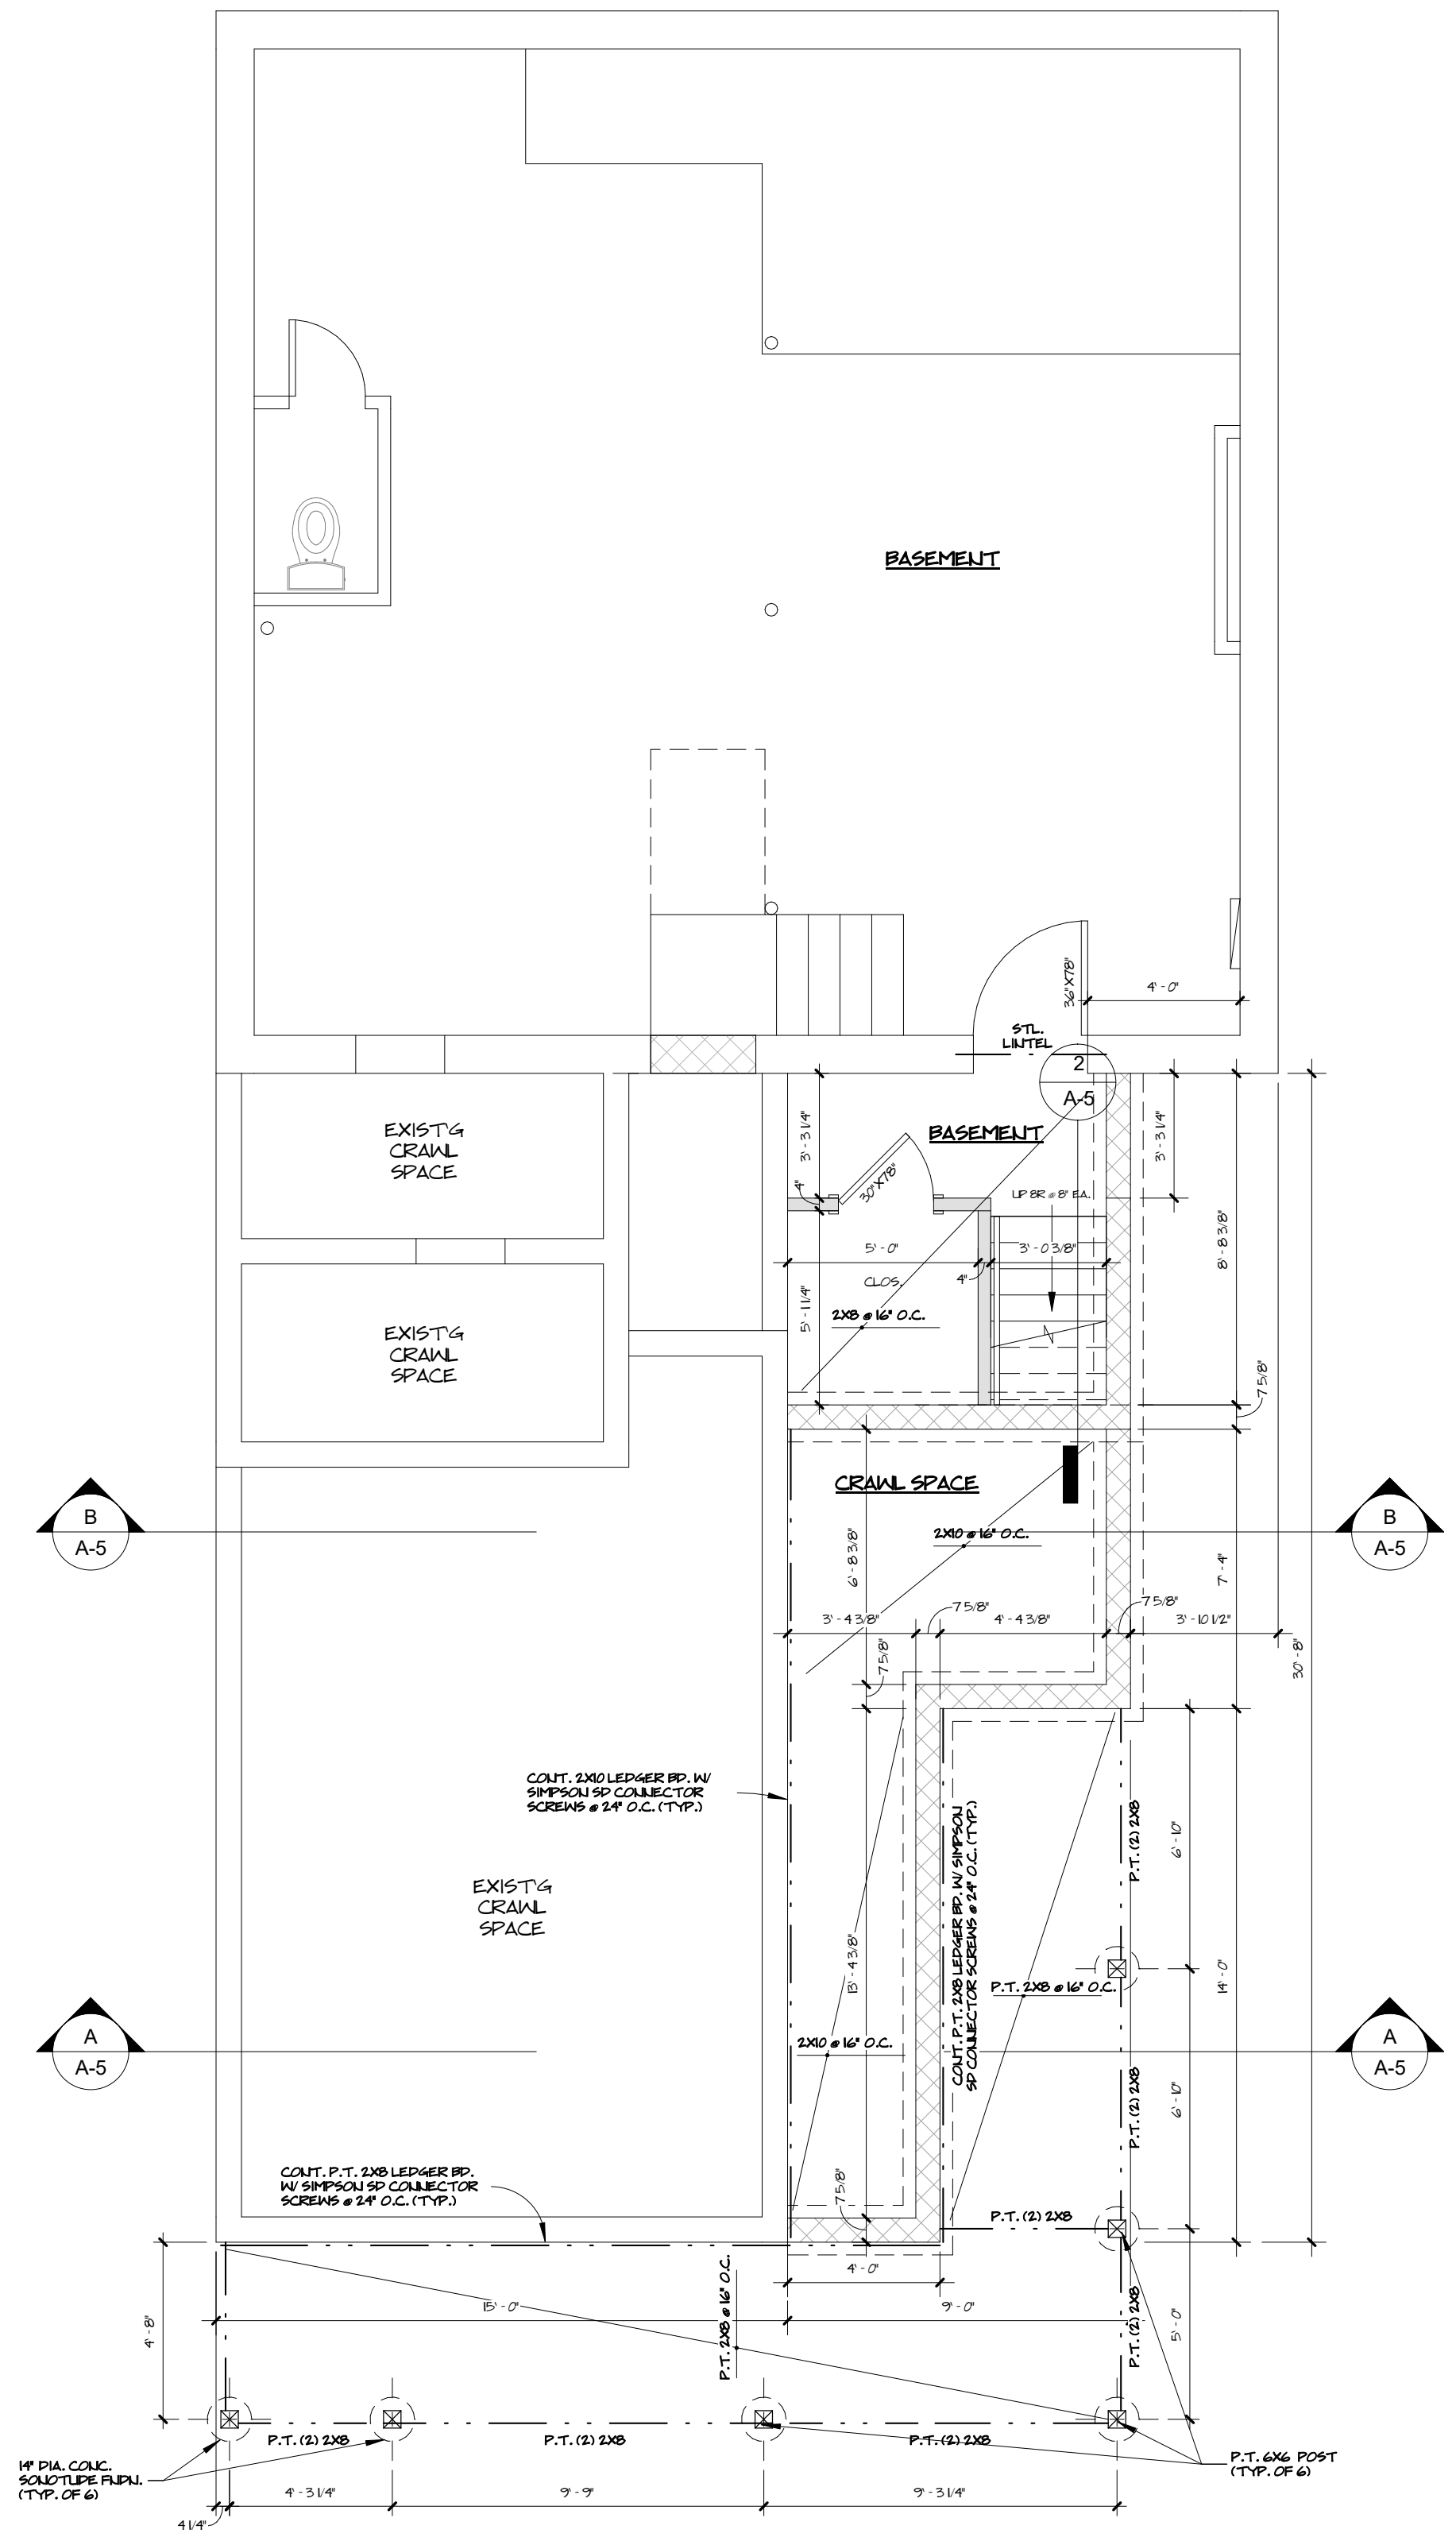 BASEMENT
36"X78"
4'-0"
STL.
LINTEL
2
A-5
EXIST'G
CRAWL
SPACE
3'-3 1/4"
BASEMENT
3'-3 1/4"
30"X78"
4"
UP 8R @ 8" EA.
5'-0"
3'-0 3/8"
8'-8 3/8"
CLOS.
4"
5'-1 1/4"
2X8 @ 16" O.C.
EXIST'G
CRAWL
SPACE
7 5/8"
CRAWL SPACE
B
A-5
B
A-5
2X10 @ 16" O.C.
6'-8 3/8"
7'-4"
3'-4 3/8"
7 5/8"
4'-4 3/8"
7 5/8"
3'-10 1/2"
7 5/8"
30'-8"
CONT. 2X10 LEDGER BD. W/
SIMPSON SD CONNECTOR
SCREWS @ 24" O.C. (TYP.)
CONT. P.T. 2X8 LEDGER BD. W/ SIMPSON
SD CONNECTOR SCREWS @ 24" O.C. (TYP.)
P.T. (2) 2X8
6'-10"
EXIST'G
CRAWL
SPACE
13'-4 3/8"
P.T. 2X8 @ 16" O.C.
14'-0"
A
A-5
A
A-5
2X10 @ 16" O.C.
P.T. (2) 2X8
6'-10"
CONT. P.T. 2X8 LEDGER BD.
W/ SIMPSON SD CONNECTOR
SCREWS @ 24" O.C. (TYP.)
7 5/8"
P.T. (2) 2X8
4'-0"
4'-8"
15'-0"
P.T. 2X8 @ 16" O.C.
9'-0"
P.T. (2) 2X8
5'-0"
P.T. (2) 2X8
P.T. (2) 2X8
P.T. (2) 2X8
14" DIA. CONC.
SONOTUDE FNDN.
(TYP. OF 6)
P.T. 6X6 POST
(TYP. OF 6)
4 1/4"
4'-3 1/4"
9'-9"
9'-3 1/4"